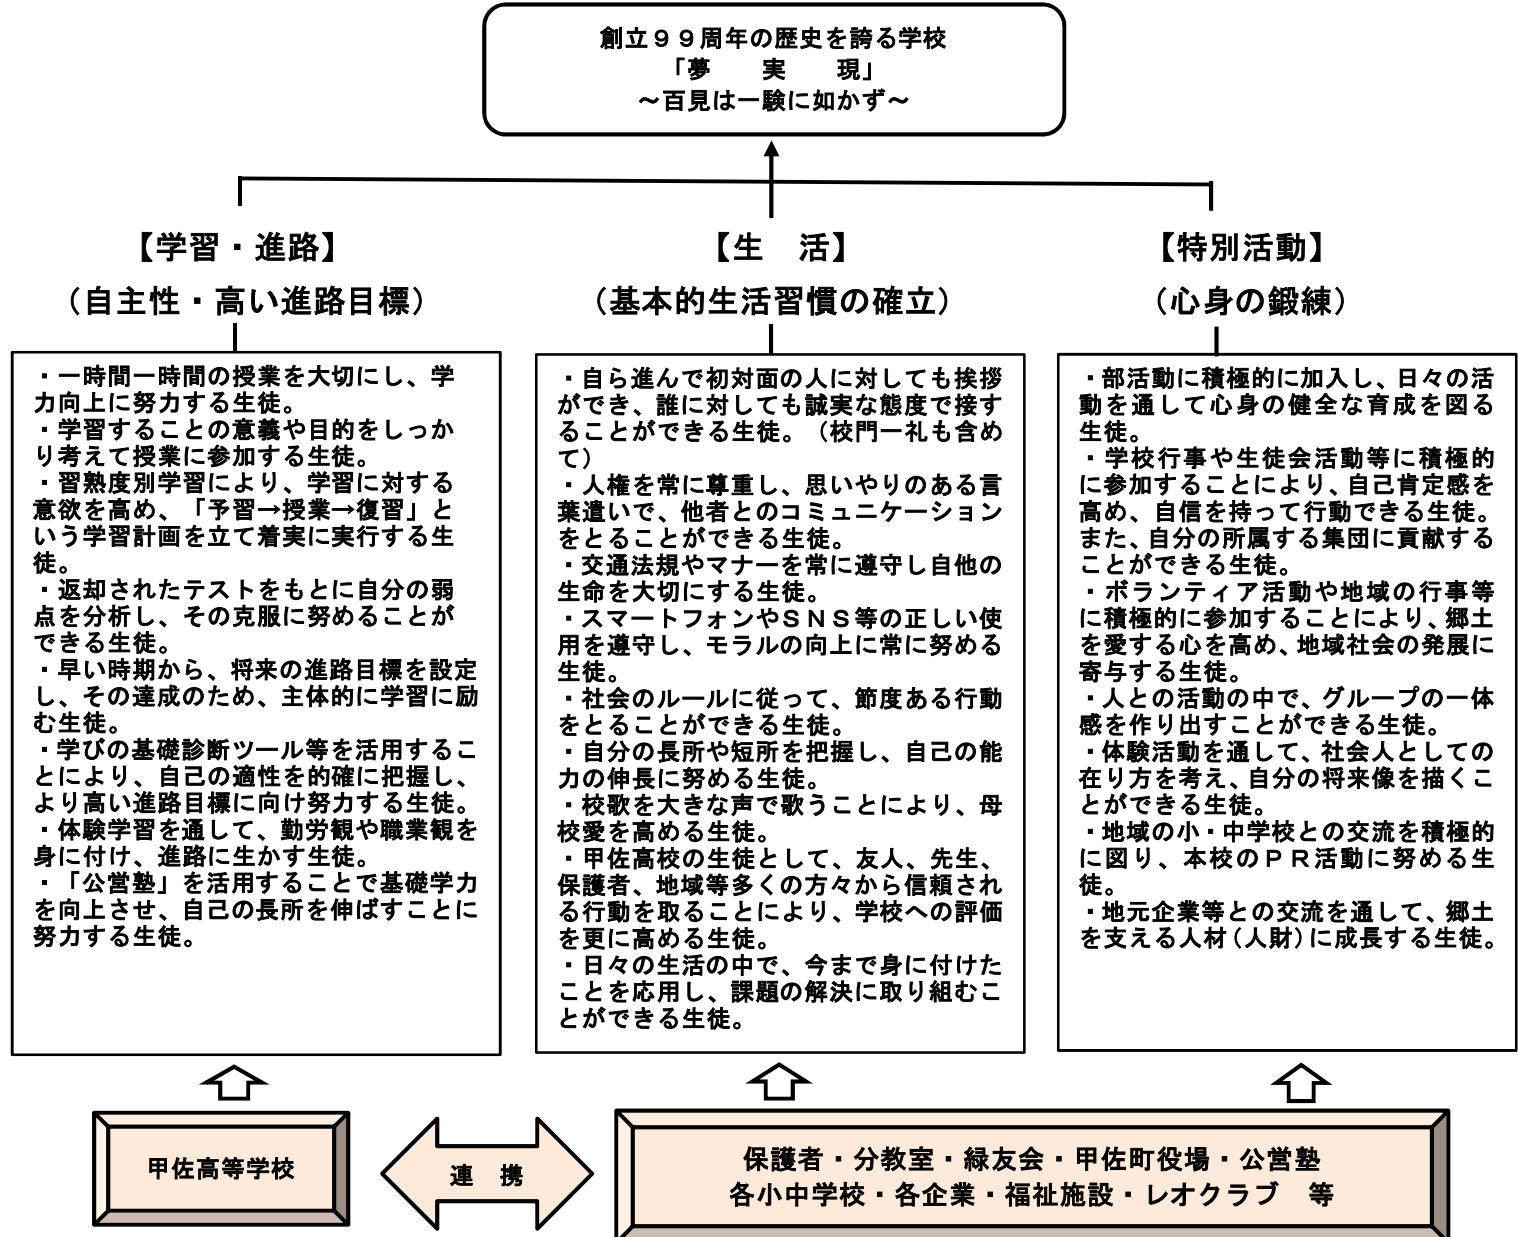 創立９９周年の歴史を誇る学校
「夢　実　現」
～百見は一験に如かず～
【学習・進路】
（自主性・高い進路目標）
・一時間一時間の授業を大切にし、学
力向上に努力する生徒。
・学習することの意義や目的をしっか
り考えて授業に参加する生徒。
・習熟度別学習により、学習に対する
意欲を高め、「予習→授業→復習」と
いう学習計画を立て着実に実行する生
徒。
・返却されたテストをもとに自分の弱
点を分析し、その克服に努めることが
できる生徒。
・早い時期から、将来の進路目標を設定
し、その達成のため、主体的に学習に励
む生徒。
・学びの基礎診断ツール等を活用するこ
とにより、自己の適性を的確に把握し、
より高い進路目標に向け努力する生徒。
・体験学習を通して、勤労観や職業観を
身に付け、進路に生かす生徒。
・「公営塾」を活用することで基礎学力
を向上させ、自己の長所を伸ばすことに
努力する生徒。
【生　活】
（基本的生活習慣の確立）
・自ら進んで初対面の人に対しても挨拶
ができ、誰に対しても誠実な態度で接す
ることができる生徒。（校門一礼も含め
て）
・人権を常に尊重し、思いやりのある言
葉遣いで、他者とのコミュニケーション
をとることができる生徒。
・交通法規やマナーを常に遵守し自他の
生命を大切にする生徒。
・スマートフォンやＳＮＳ等の正しい使
用を遵守し、モラルの向上に常に努める
生徒。
・社会のルールに従って、節度ある行動
をとることができる生徒。
・自分の長所や短所を把握し、自己の能
力の伸長に努める生徒。
・校歌を大きな声で歌うことにより、母
校愛を高める生徒。
・甲佐高校の生徒として、友人、先生、
保護者、地域等多くの方々から信頼され
る行動を取ることにより、学校への評価
を更に高める生徒。
・日々の生活の中で、今まで身に付けた
ことを応用し、課題の解決に取り組むこ
とができる生徒。
【特別活動】
（心身の鍛練）
・部活動に積極的に加入し、日々の活
動を通して心身の健全な育成を図る
生徒。
・学校行事や生徒会活動等に積極的
に参加することにより、自己肯定感を
高め、自信を持って行動できる生徒。
また、自分の所属する集団に貢献する
ことができる生徒。
・ボランティア活動や地域の行事等
に積極的に参加することにより、郷土
を愛する心を高め、地域社会の発展に
寄与する生徒。
・人との活動の中で、グループの一体
感を作り出すことができる生徒。
・体験活動を通して、社会人としての
在り方を考え、自分の将来像を描くこ
とができる生徒。
・地域の小・中学校との交流を積極的
に図り、本校のＰＲ活動に努める生
徒。
・地元企業等との交流を通して、郷土
を支える人材（人財）に成長する生徒。
甲佐高等学校
連　携
保護者・分教室・緑友会・甲佐町役場・公営塾
各小中学校・各企業・福祉施設・レオクラブ　等